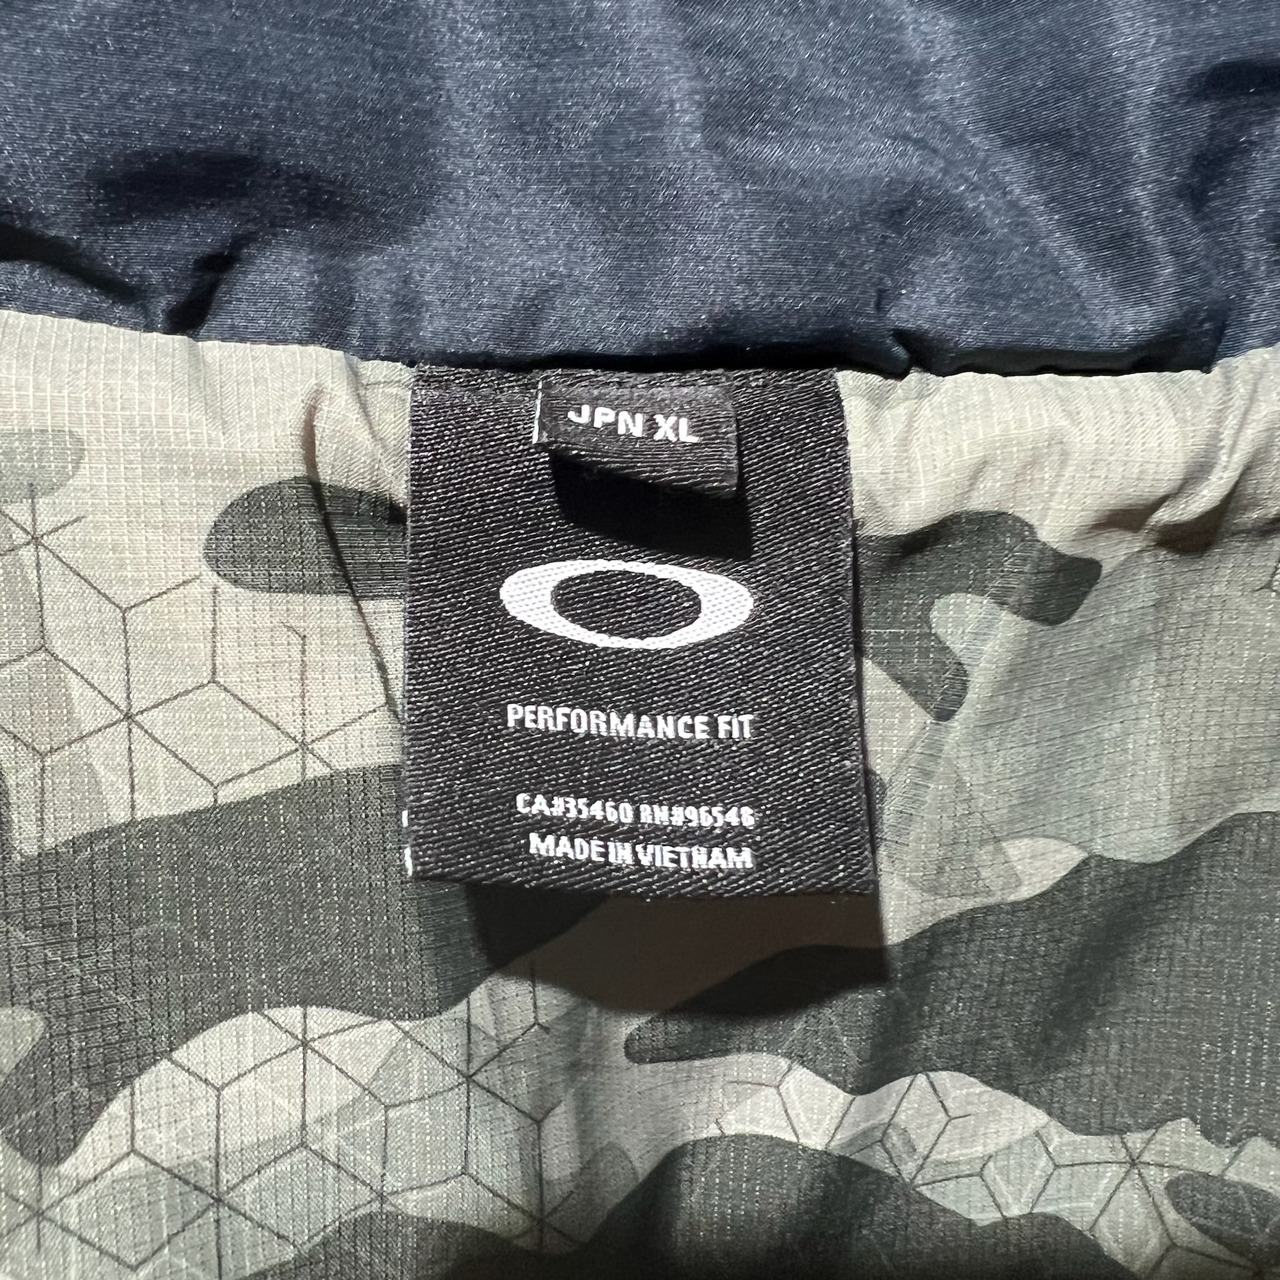 JPN XL
PERFORMANCE FIT
CA#35460 RN#96548
MADE IN VIETNAM